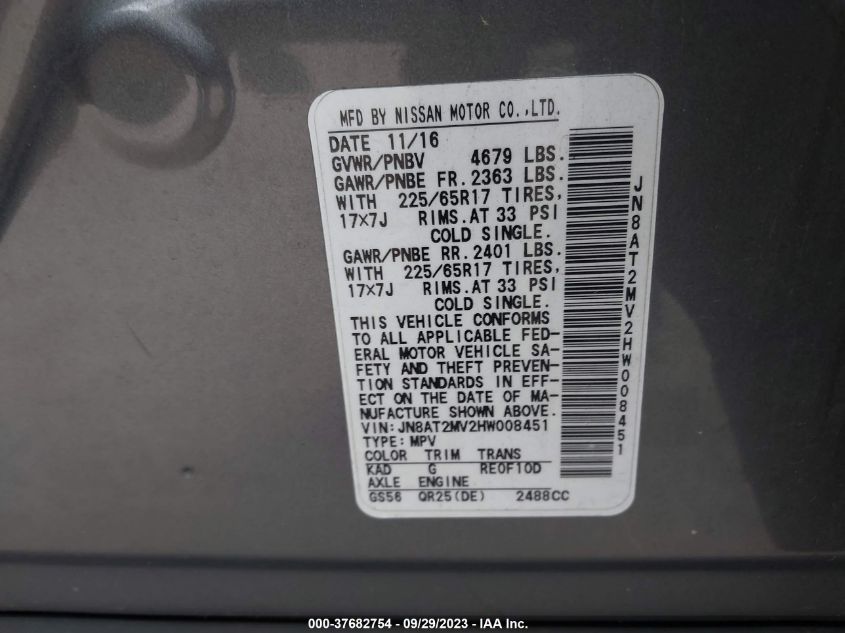 MFD BY NISSAN MOTOR CO.,LTD.
DATE 11/16
GVWR/PNBV 4679 LBS.
GAWR/PNBE FR. 2363 LBS.
WITH 225/65R17 TIRES,
17×7J RIMS. AT 33 PSI
COLD SINGLE.
GAWR/PNBE RR. 2401 LBS.
WITH 225/65R17 TIRES,
17×7J RIMS. AT 33 PSI
COLD SINGLE.
THIS VEHICLE CONFORMS
TO ALL APPLICABLE FED-
ERAL MOTOR VEHICLE SA-
FETY AND THEFT PREVEN-
TION STANDARDS IN EFF-
ECT ON THE DATE OF MA-
NUFACTURE SHOWN ABOVE.
VIN: JN8AT2MV2HW008451
TYPE: MPV
COLOR TRIM TRANS
KAD G RE0F10D
AXLE ENGINE
GS56 QR25(DE) 2488CC
JN8AT2MV2HW008451
000-37682754 - 09/29/2023 - IAA Inc.